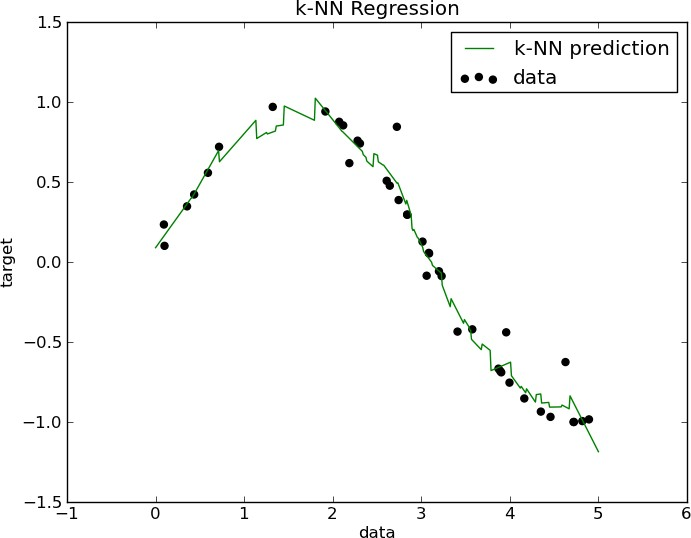 k-NN Regression
1.5
k-NN prediction
data
1.0
0.5
0.0
target
−0.5
−1.0
−1.5
−1 0 1 2 3 4 5 6
data